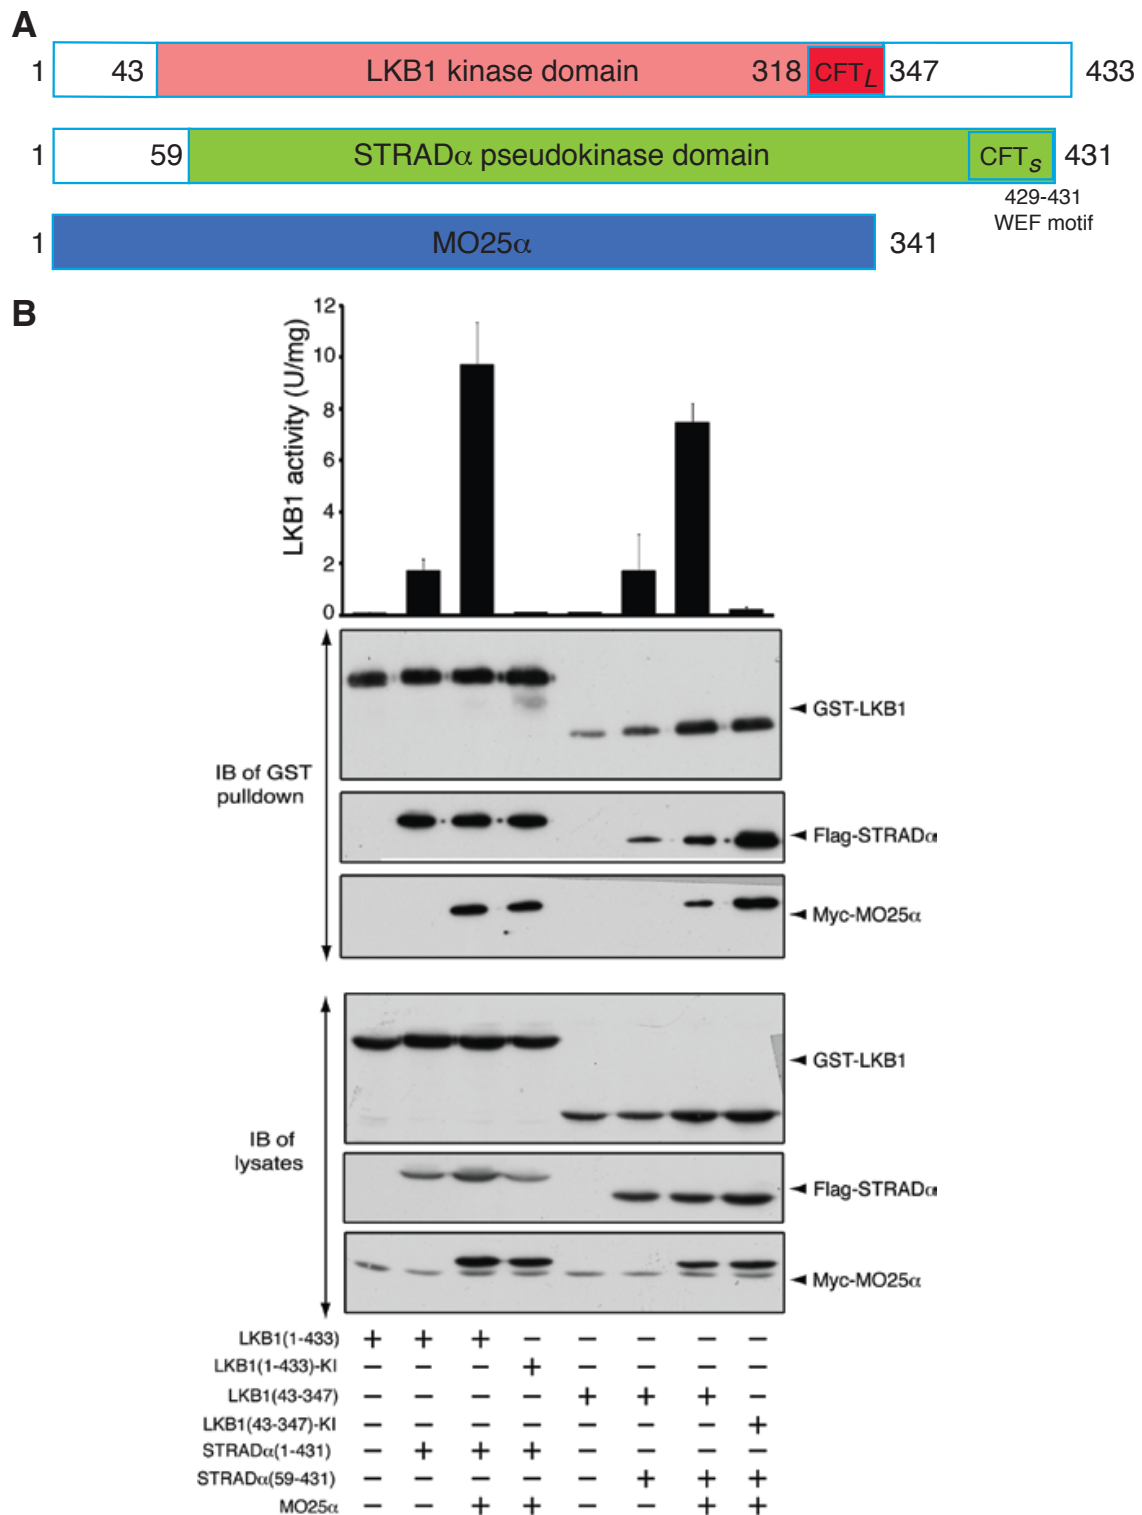 A
1 43 LKB1 kinase domain 318 CFTL 347 433
1 59 STRADα pseudokinase domain CFTs 431
429-431
WEF motif
1 MO25α 341
B
LKB1 activity (U/mg)
12
10
8
6
4
2
0
IB of GST
pulldown
GST-LKB1
Flag-STRADα
Myc-MO25α
IB of
lysates
GST-LKB1
Flag-STRADα
Myc-MO25α
LKB1(1-433) + + + – – – – –
LKB1(1-433)-KI – – – + – – – –
LKB1(43-347) – – – – + + + –
LKB1(43-347)-KI – – – – – – – +
STRADα(1-431) – + + + – – – –
STRADα(59-431) – – – – – + + +
MO25α – – + + – – + +